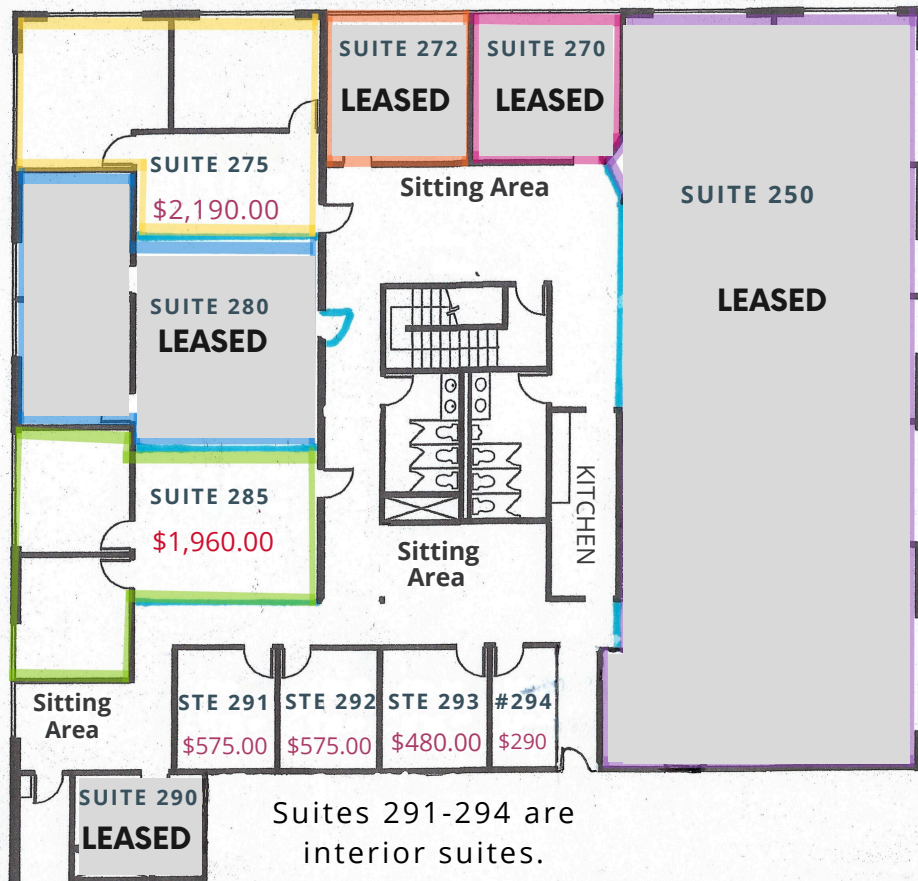 SUITE 272
LEASED
SUITE 270
LEASED
SUITE 275
$2,190.00
Sitting Area
SUITE 250
LEASED
SUITE 280
LEASED
SUITE 285
$1,960.00
KITCHEN
Sitting
Area
STE 291
$575.00
STE 292
$575.00
STE 293
$480.00
#294
$290
Sitting
Area
SUITE 290
LEASED
Suites 291-294 are
interior suites.